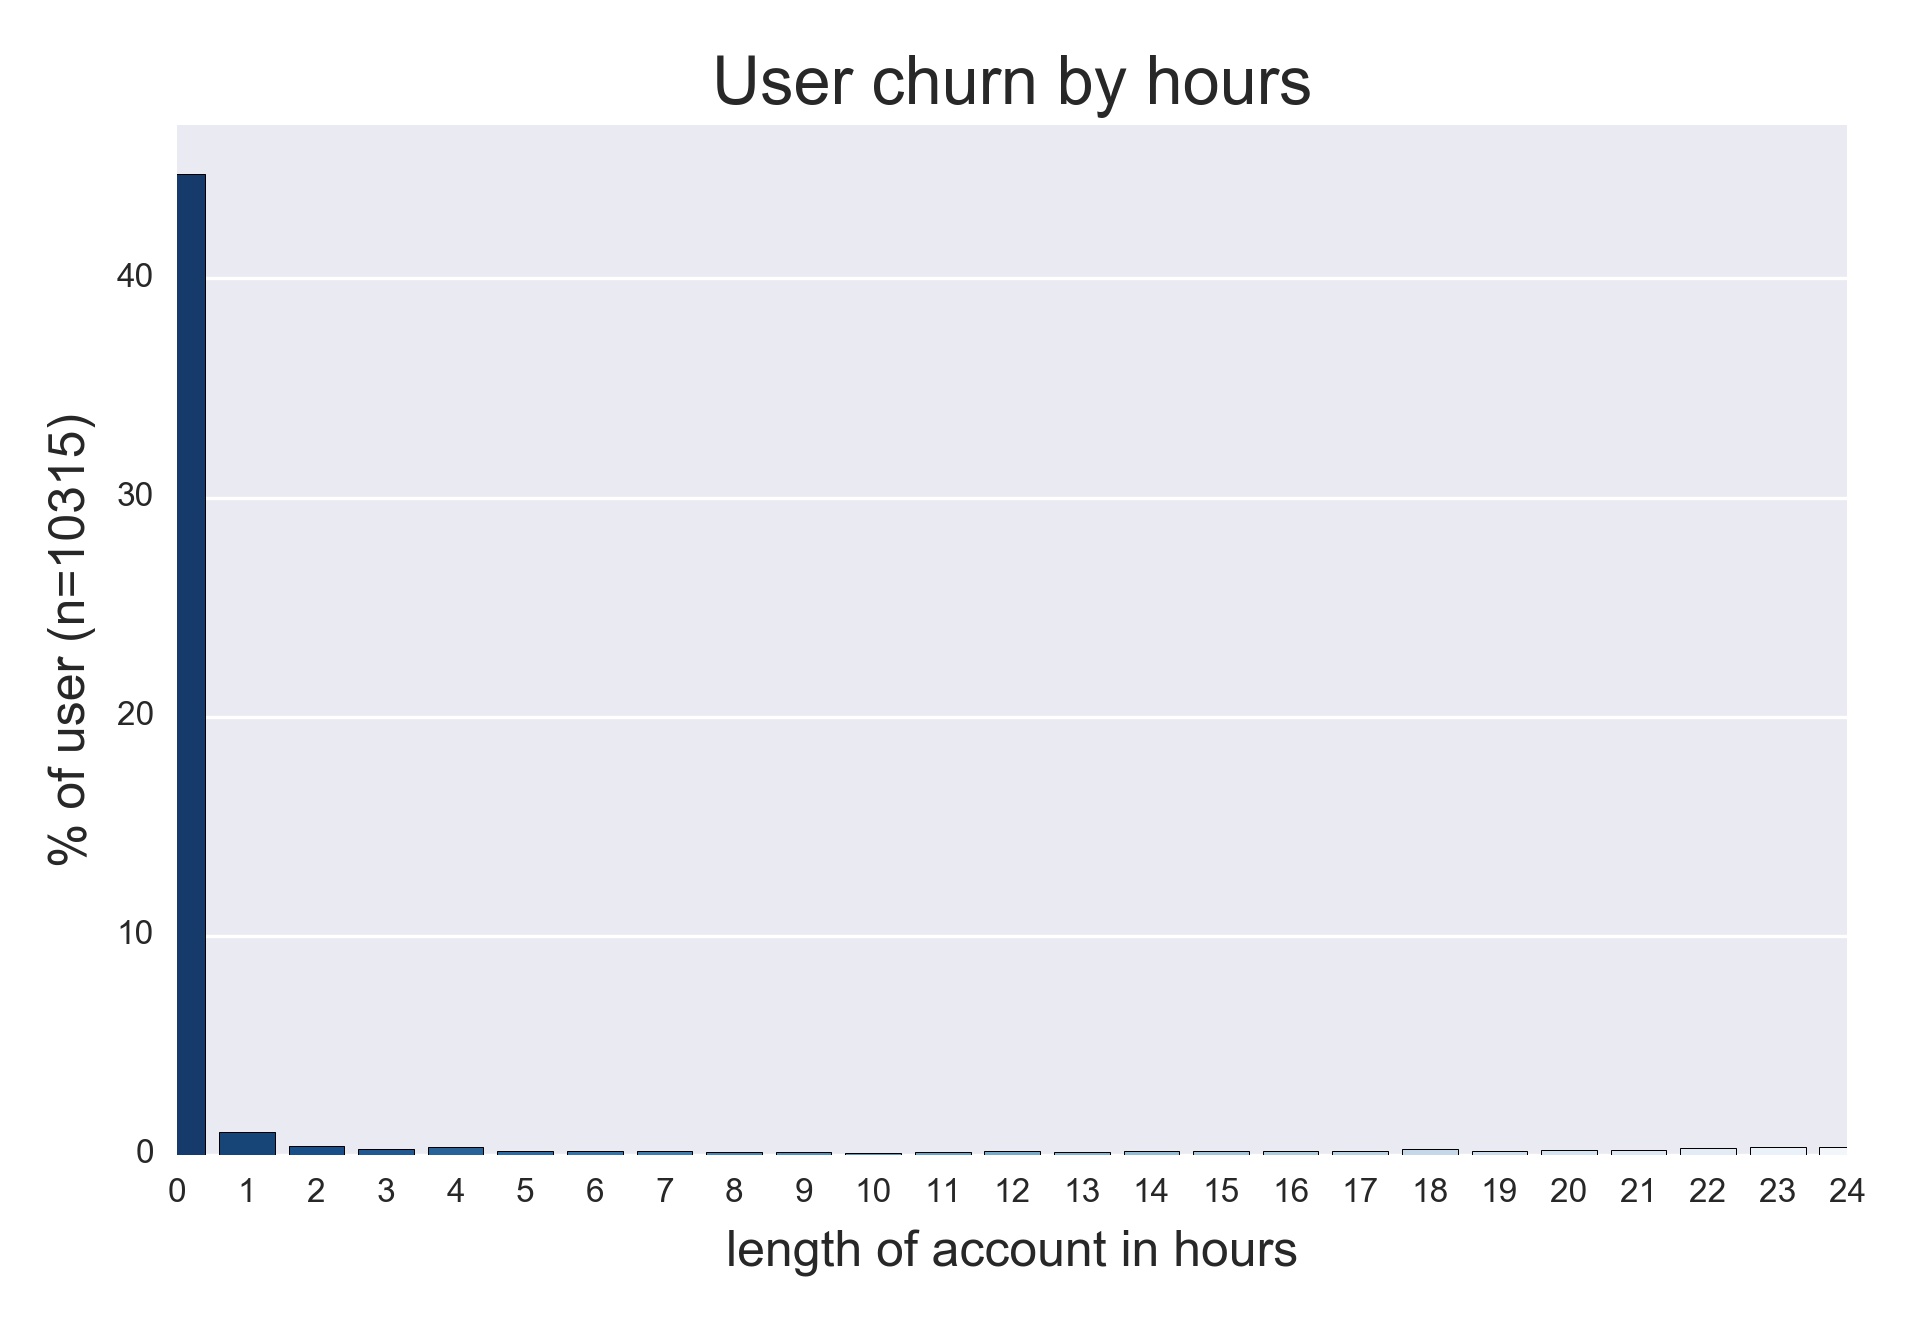 User churn by hours
% of user (n=10315)
40
30
20
10
0
0 1 2 3 4 5 6 7 8 9 10 11 12 13 14 15 16 17 18 19 20 21 22 23 24
length of account in hours